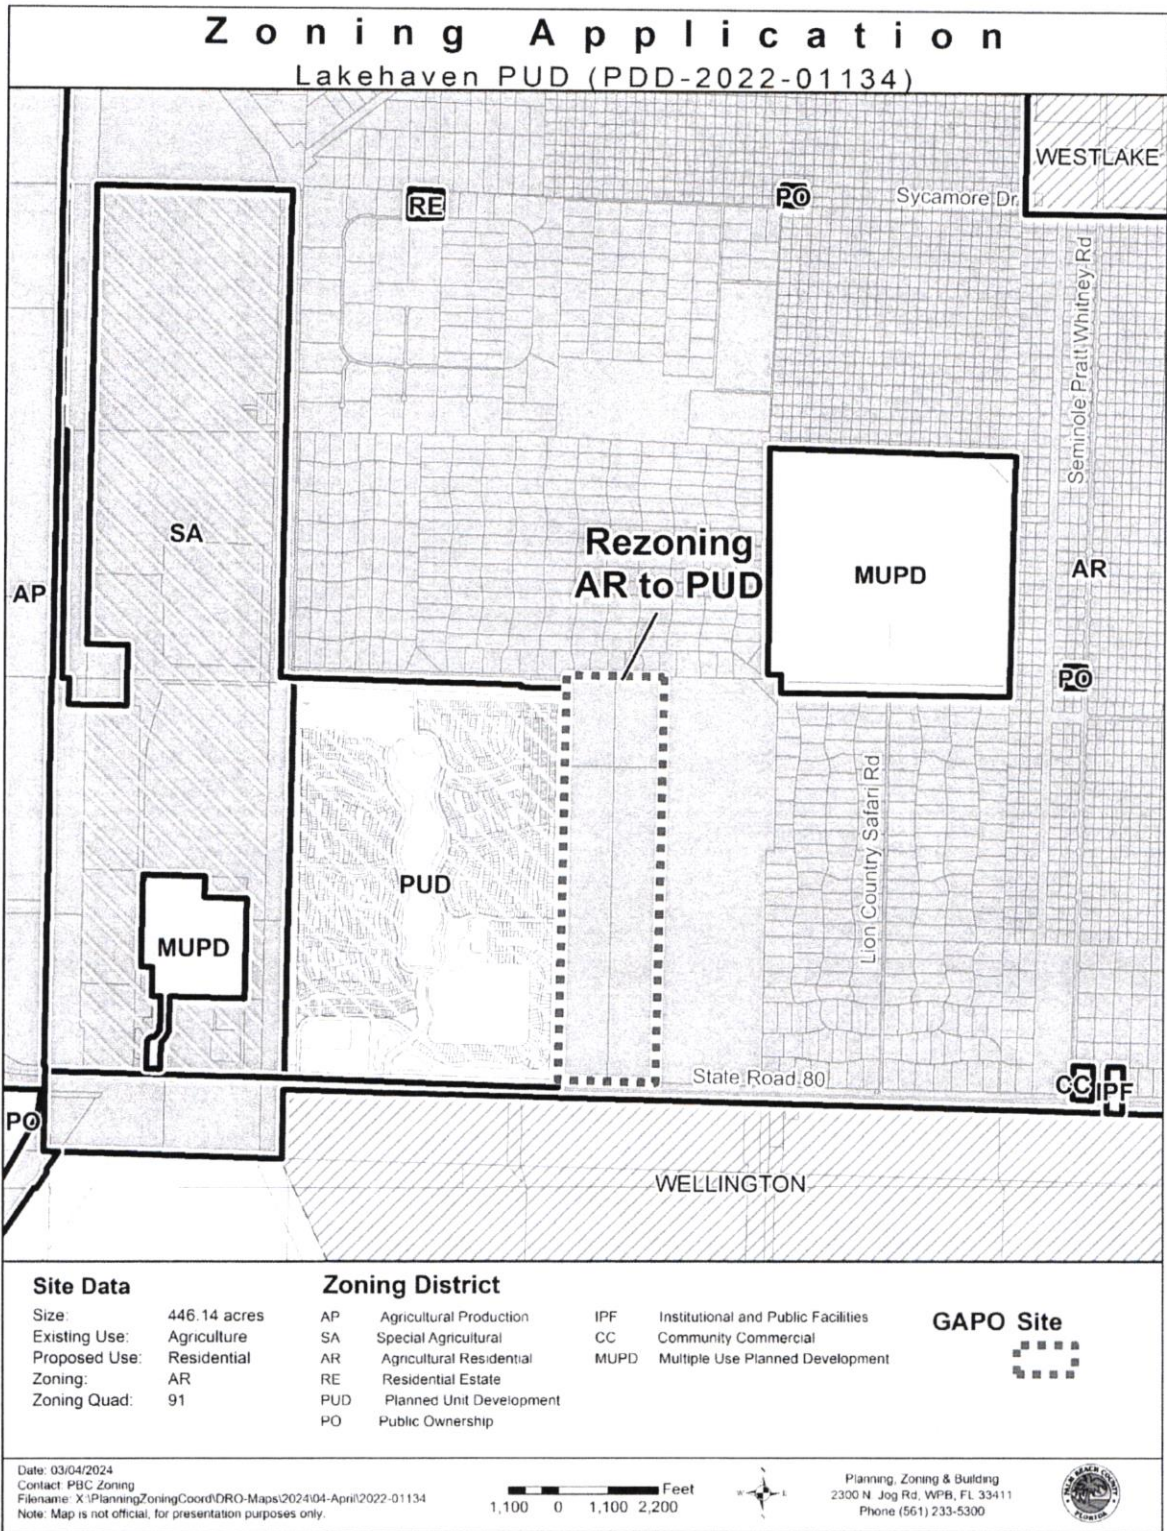 Zoning Application
Lakehaven PUD (PDD-2022-01134)
WESTLAKE
RE
PO
Sycamore Dr
Seminole Pratt Whitney Rd
SA
Rezoning
AR to PUD
MUPD
AR
AP
PO
Lion Country Safari Rd
PUD
MUPD
State Road 80
CC
IPF
PO
WELLINGTON
Site Data
Size: 446.14 acres
Existing Use: Agriculture
Proposed Use: Residential
Zoning: AR
Zoning Quad: 91
Zoning District
AP Agricultural Production
SA Special Agricultural
AR Agricultural Residential
RE Residential Estate
PUD Planned Unit Development
PO Public Ownership
IPF Institutional and Public Facilities
CC Community Commercial
MUPD Multiple Use Planned Development
GAPO Site
Date: 03/04/2024
Contact: PBC Zoning
Filename: X:\PlanningZoningCoord\DRO-Maps\2024\04-April\2022-01134
Note: Map is not official, for presentation purposes only.
Feet
1,100 0 1,100 2,200
Planning, Zoning & Building
2300 N. Jog Rd, WPB, FL 33411
Phone (561) 233-5300
PALM BEACH COUNTY
FLORIDA